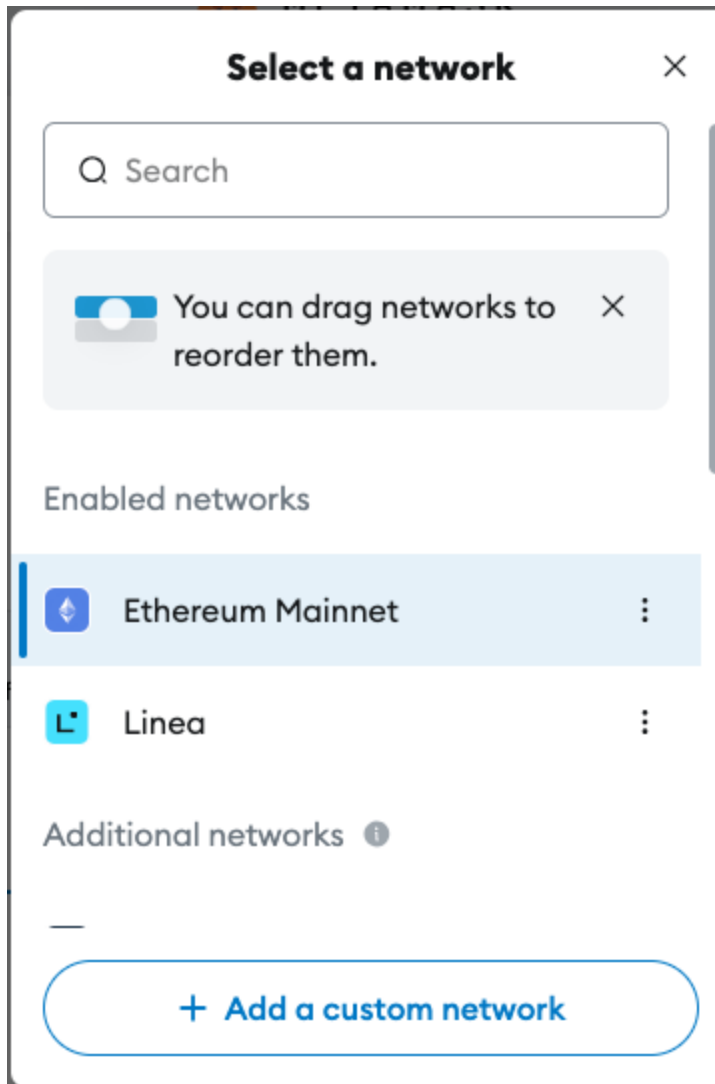 Select a network
Search
You can drag networks to
reorder them.
Enabled networks
Ethereum Mainnet
Linea
Additional networks
+ Add a custom network